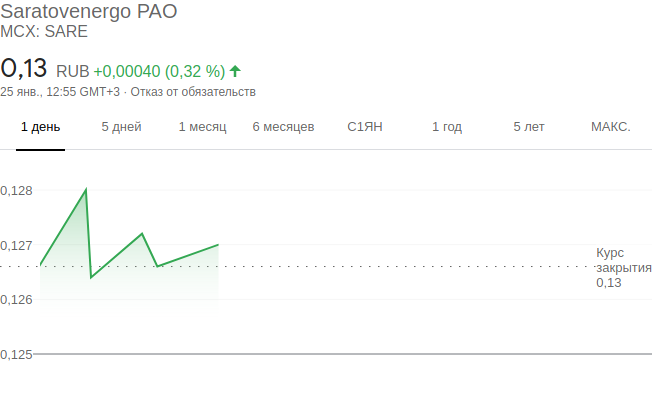 Saratovenergo PAO
MCX: SARE
0,13 RUB +0,00040 (0,32 %)
25 янв., 12:55 GMT+3 · Отказ от обязательств
1 день 5 дней 1 месяц 6 месяцев С1ЯН 1 год 5 лет МАКС.
0,128
0,127
Курс
закрытия
0,13
0,126
0,125